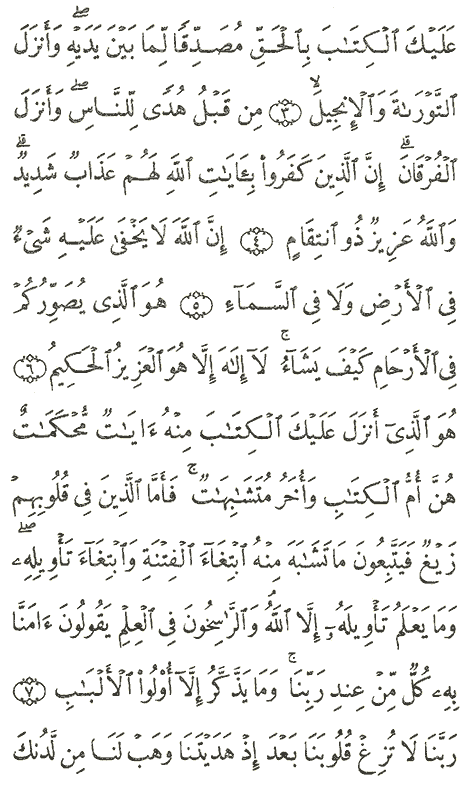 عَلَيْكَ ٱلْكِتَـٰبَ بِٱلْحَقِّ مُصَدِّقًا لِّمَا بَيْنَ يَدَيْهِۖ وَأَنزَلَ
ٱلتَّوْرَىٰةَ وَٱلْإِنجِيلَۙ ﴿٣﴾ مِن قَبْلُ هُدًى لِّلنَّاسِۖ وَأَنزَلَ
ٱلْفُرْقَانَۗ إِنَّ ٱلَّذِينَ كَفَرُوا۟ بِـَٔايَـٰتِ ٱللَّهِ لَهُمْ عَذَابٌ شَدِيدٌۗ
وَٱللَّهُ عَزِيزٌ ذُو ٱنتِقَامٍ ﴿٤﴾ إِنَّ ٱللَّهَ لَا يَخْفَىٰ عَلَيْهِ شَىْءٌ
فِى ٱلْأَرْضِ وَلَا فِى ٱلسَّمَآءِ ﴿٥﴾ هُوَ ٱلَّذِى يُصَوِّرُكُمْ
فِى ٱلْأَرْحَامِ كَيْفَ يَشَآءُۚ لَآ إِلَـٰهَ إِلَّا هُوَ ٱلْعَزِيزُ ٱلْحَكِيمُ ﴿٦﴾
هُوَ ٱلَّذِىٓ أَنزَلَ عَلَيْكَ ٱلْكِتَـٰبَ مِنْهُ ءَايَـٰتٌ مُّحْكَمَـٰتٌ
هُنَّ أُمُّ ٱلْكِتَـٰبِ وَأُخَرُ مُتَشَـٰبِهَـٰتٌۚ فَأَمَّا ٱلَّذِينَ فِى قُلُوبِهِمْ
زَيْغٌ فَيَتَّبِعُونَ مَا تَشَـٰبَهَ مِنْهُ ٱبْتِغَآءَ ٱلْفِتْنَةِ وَٱبْتِغَآءَ تَأْوِيلِهِۦۖ
وَمَا يَعْلَمُ تَأْوِيلَهُۥٓ إِلَّا ٱللَّهُۘ وَٱلرَّٰسِخُونَ فِى ٱلْعِلْمِ يَقُولُونَ ءَامَنَّا
بِهِۦ كُلٌّ مِّنْ عِندِ رَبِّنَاۚ وَمَا يَذَّكَّرُ إِلَّآ أُو۟لُوا۟ ٱلْأَلْبَـٰبِ ﴿٧﴾
رَبَّنَا لَا تُزِغْ قُلُوبَنَا بَعْدَ إِذْ هَدَيْتَنَا وَهَبْ لَنَا مِن لَّدُنكَ